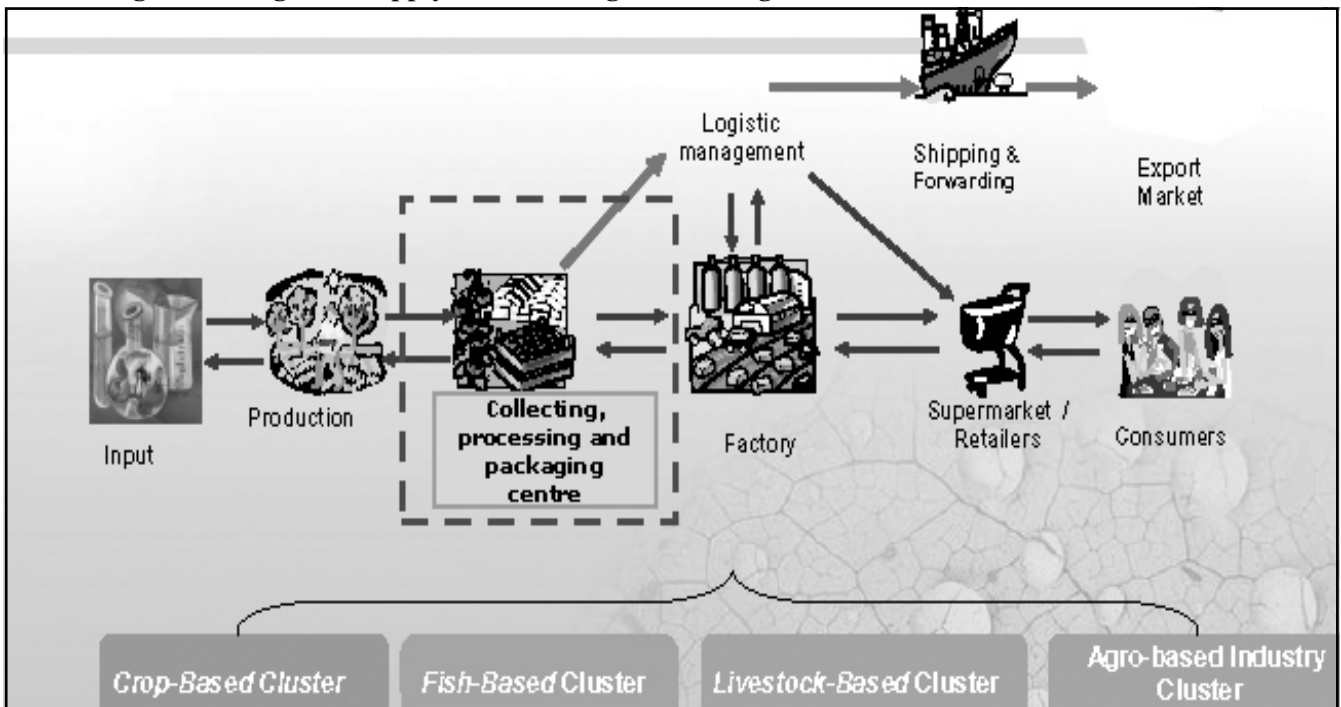 Logistic
management
Shipping &
Forwarding
Export
Market
Input
Production
Collecting,
processing and
packaging
centre
Factory
Supermarket /
Retailers
Consumers
Crop-Based Cluster
Fish-Based Cluster
Livestock-Based Cluster
Agro-based Industry
Cluster